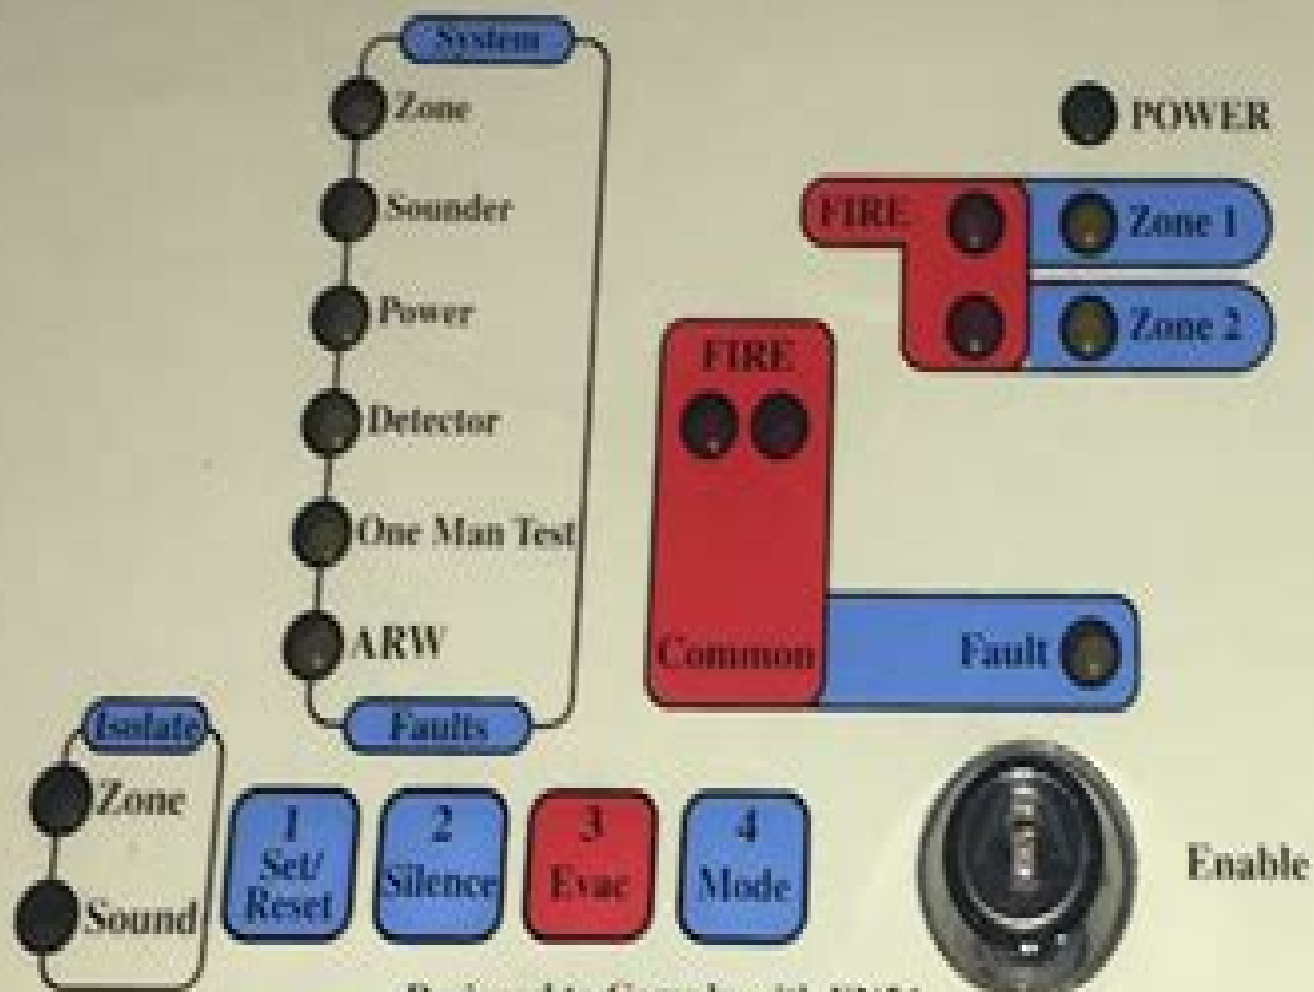 System
Zone
Sounder
Power
Detector
One Man Test
ARW
Faults
POWER
FIRE
Zone 1
Zone 2
FIRE
Common
Fault
Isolate
Zone
Sound
1
Set/
Reset
2
Silence
3
Evac
4
Mode
Enable